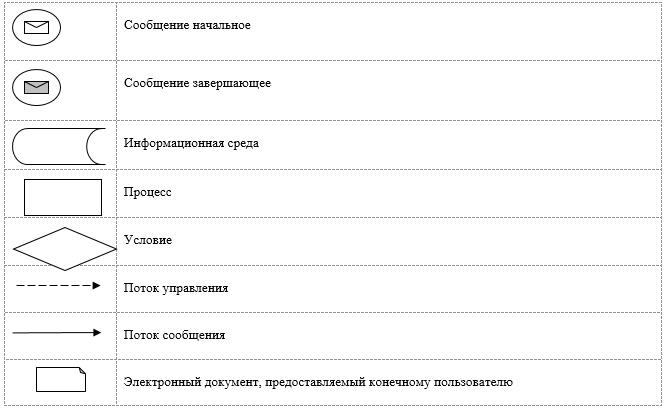 Сообщение начальное
Сообщение завершающее
Информационная среда
Процесс
Условие
Поток управления
Поток сообщения
Электронный документ, предоставляемый конечному пользователю